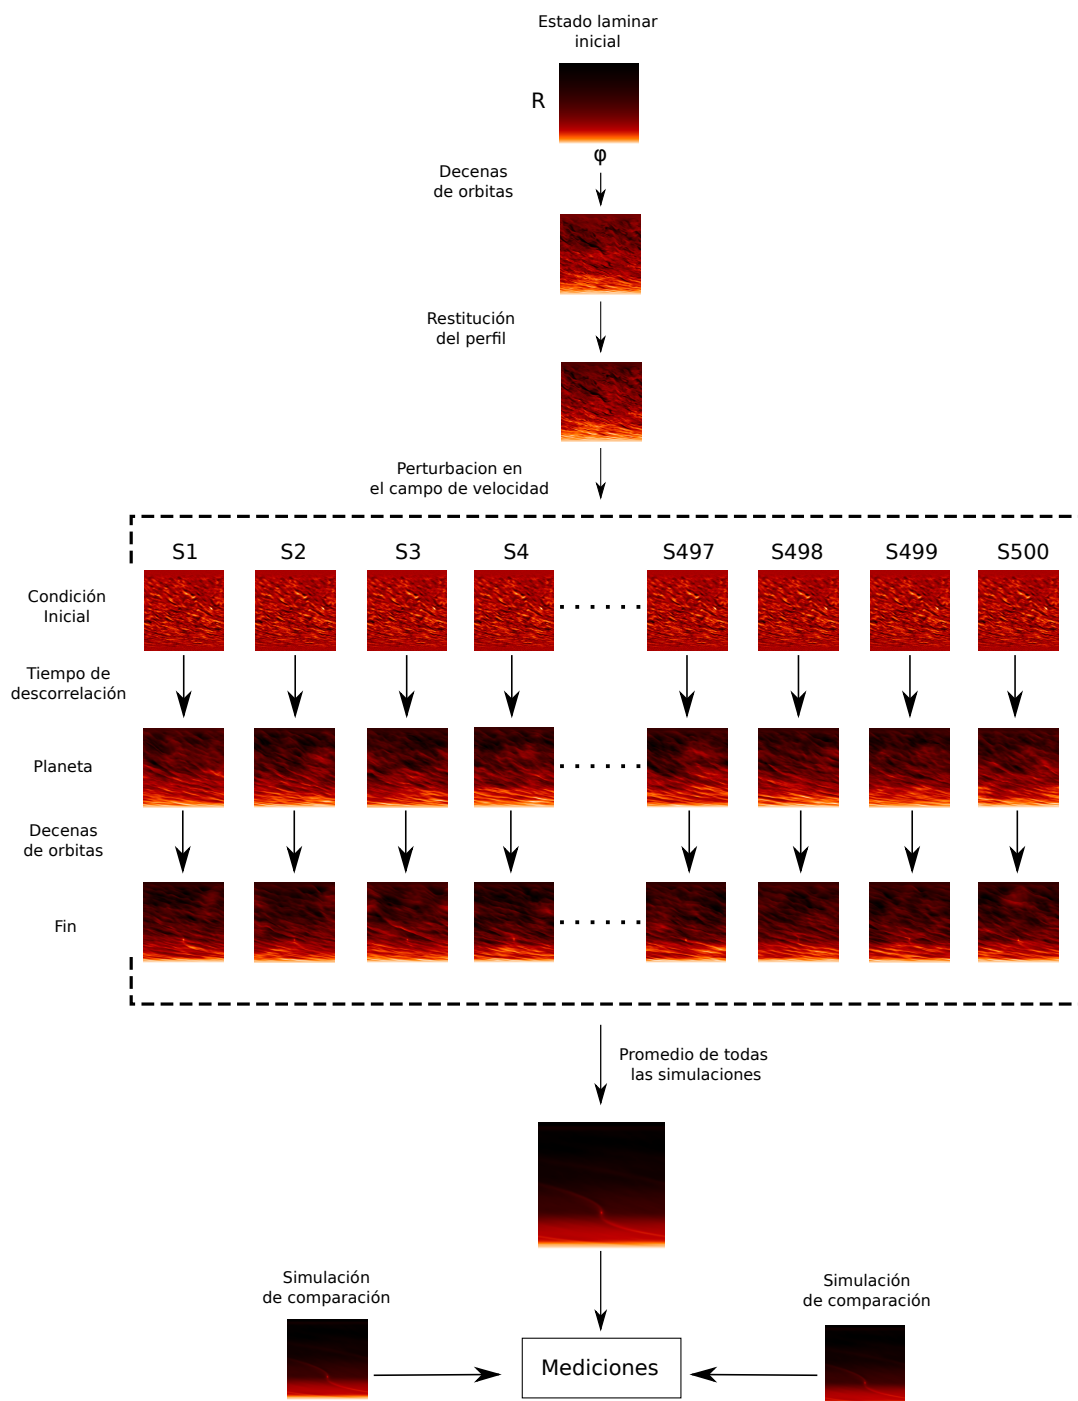 Estado laminar
inicial
R
φ
Decenas
de orbitas
Restitución
del perfil
Perturbacion en
el campo de velocidad
S1 S2 S3 S4 S497 S498 S499 S500
Condición
Inicial
Tiempo de
descorrelación
Planeta
Decenas
de orbitas
Fin
Promedio de todas
las simulaciones
Simulación
de comparación
Simulación
de comparación
Mediciones